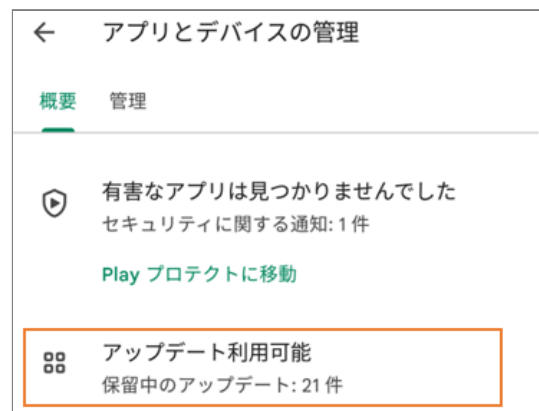 アプリとデバイスの管理
概要 管理
有害なアプリは見つかりませんでした
セキュリティに関する通知: 1 件
Play プロテクトに移動
アップデート利用可能
保留中のアップデート: 21 件